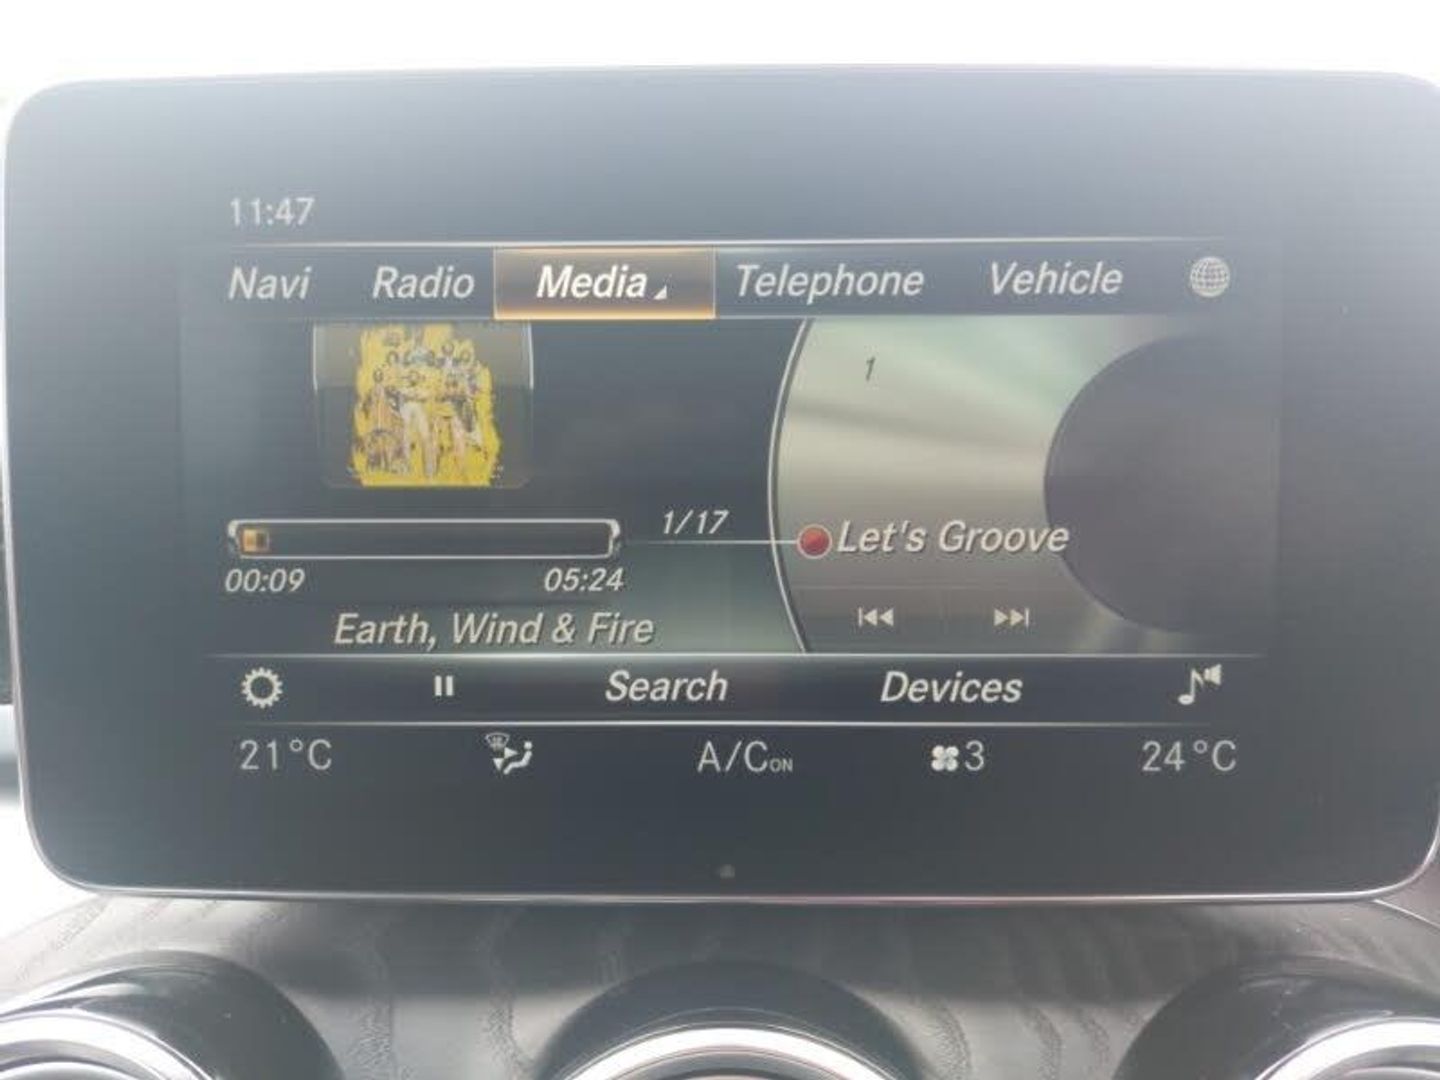 11:47
Navi Radio Media Telephone Vehicle
1
1/17
Let's Groove
00:09 05:24
Earth, Wind & Fire
Search Devices
21°C A/C ON 3 24°C